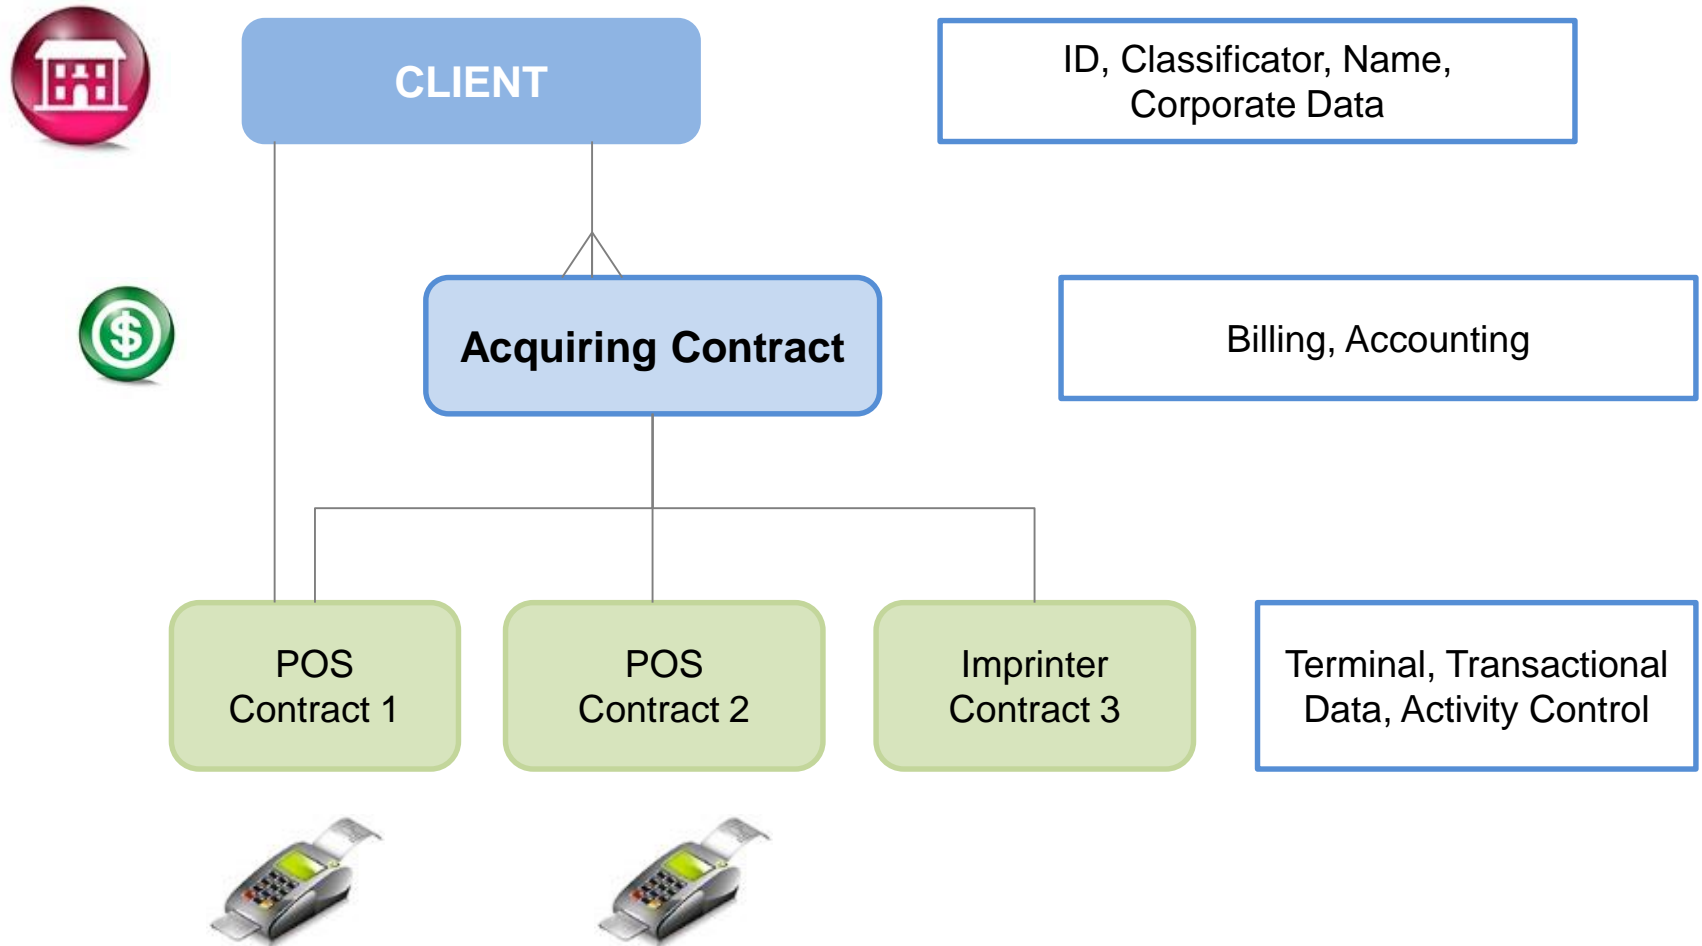 CLIENT
ID, Classificator, Name,
Corporate Data
$
Acquiring Contract
Billing, Accounting
POS
Contract 1
POS
Contract 2
Imprinter
Contract 3
Terminal, Transactional
Data, Activity Control